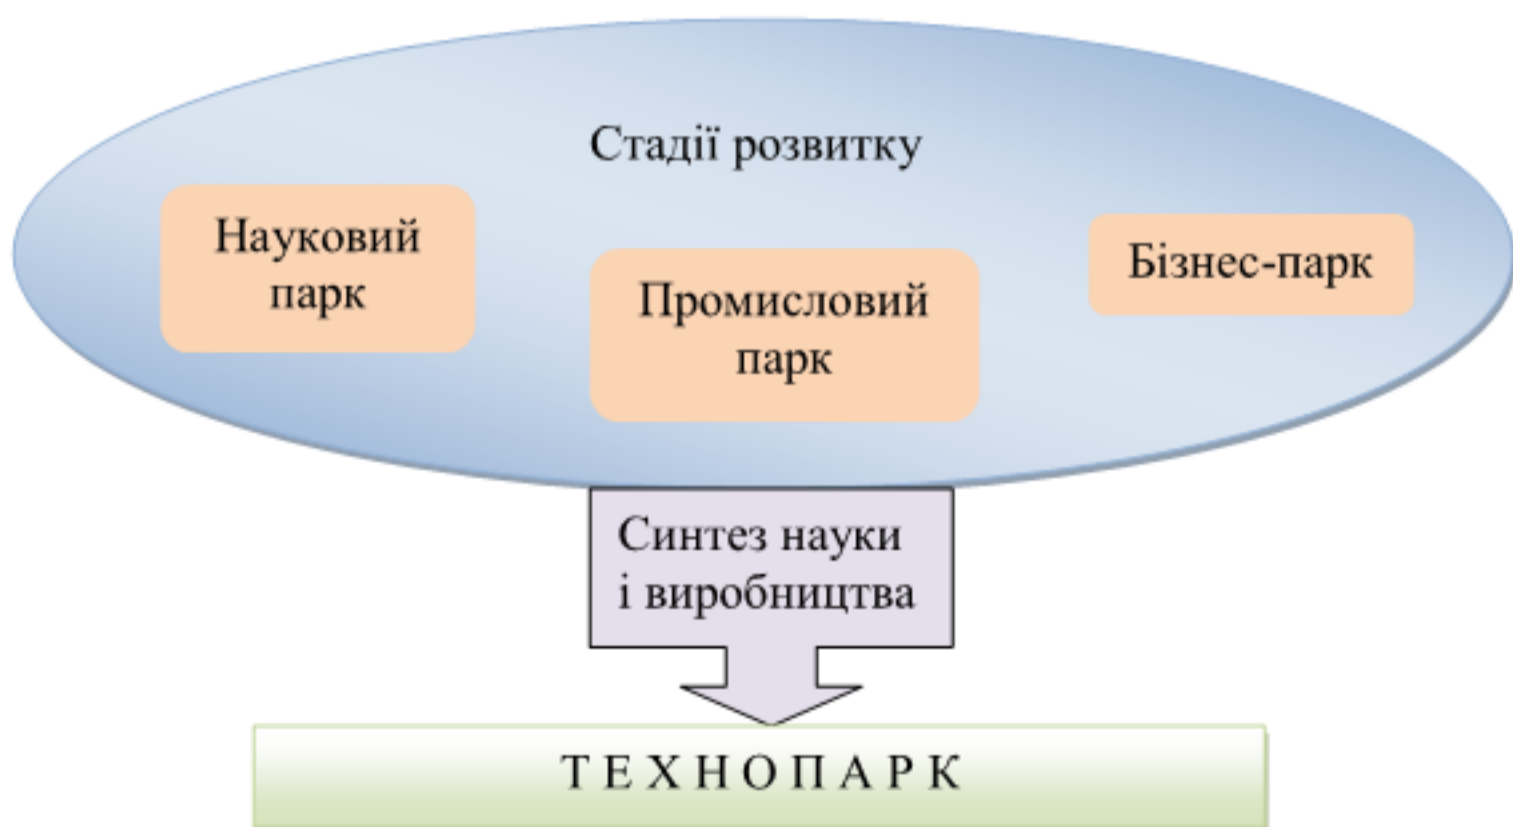 Стадії розвитку
Науковий
парк
Промисловий
парк
Бізнес-парк
Синтез науки
і виробництва
Т Е Х Н О П А Р К